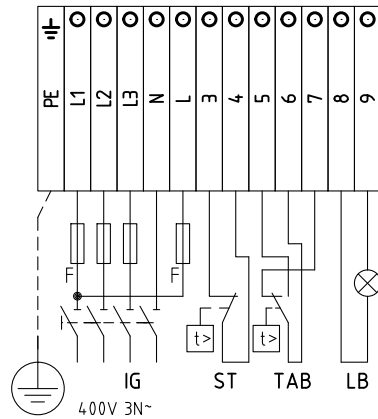 PE L1 L2 L3 N L 3 4 5 6 7 8 9
F F
t> t>
IG ST TAB LB
400V 3N~